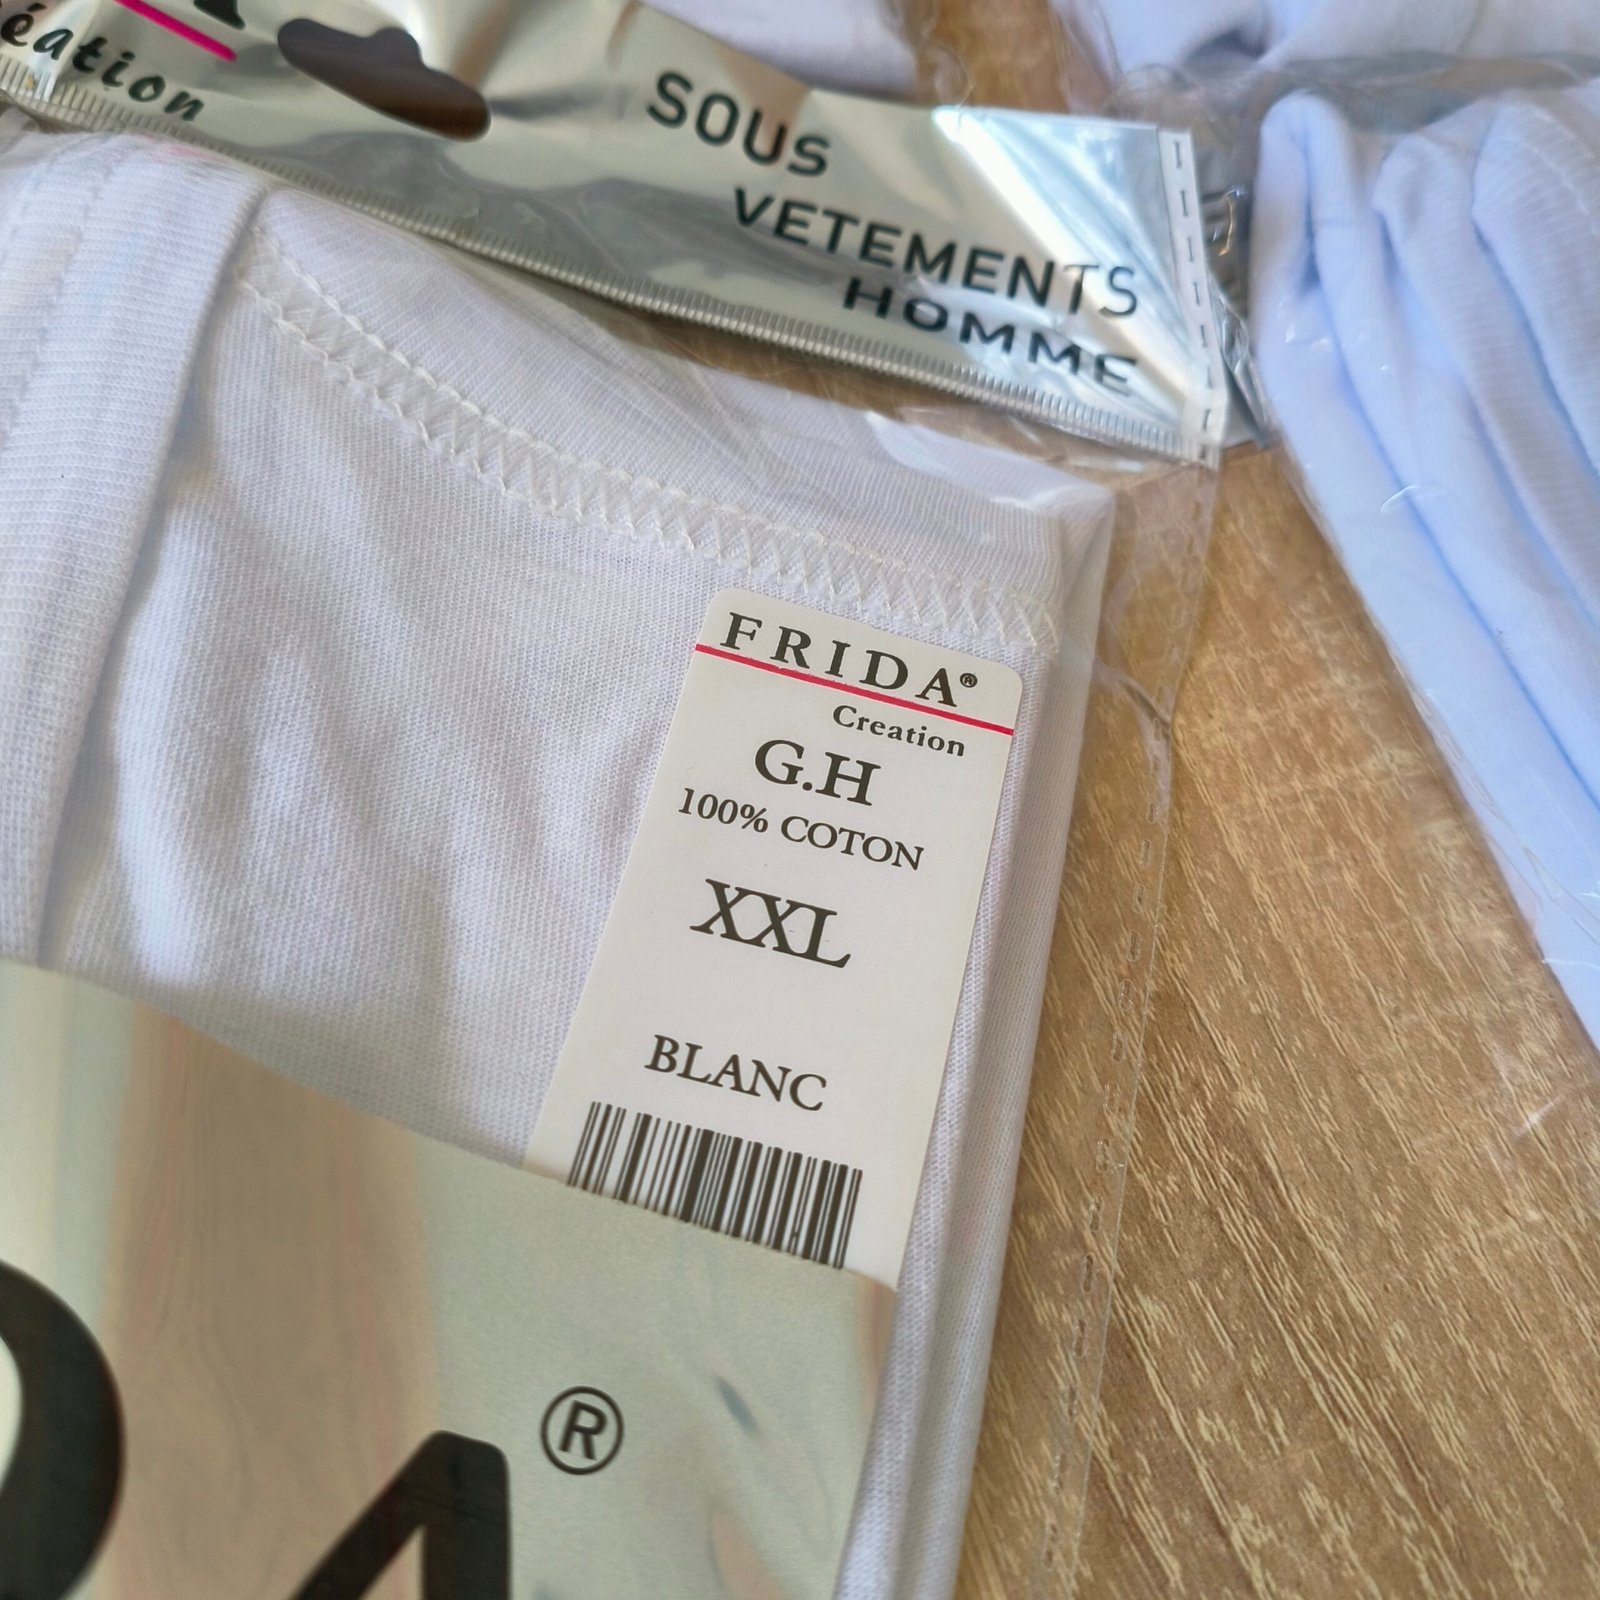 éation
SOUS
VETEMENTS
HOMME
FRIDA®
Creation
G.H
100% COTON
XXL
BLANC
®